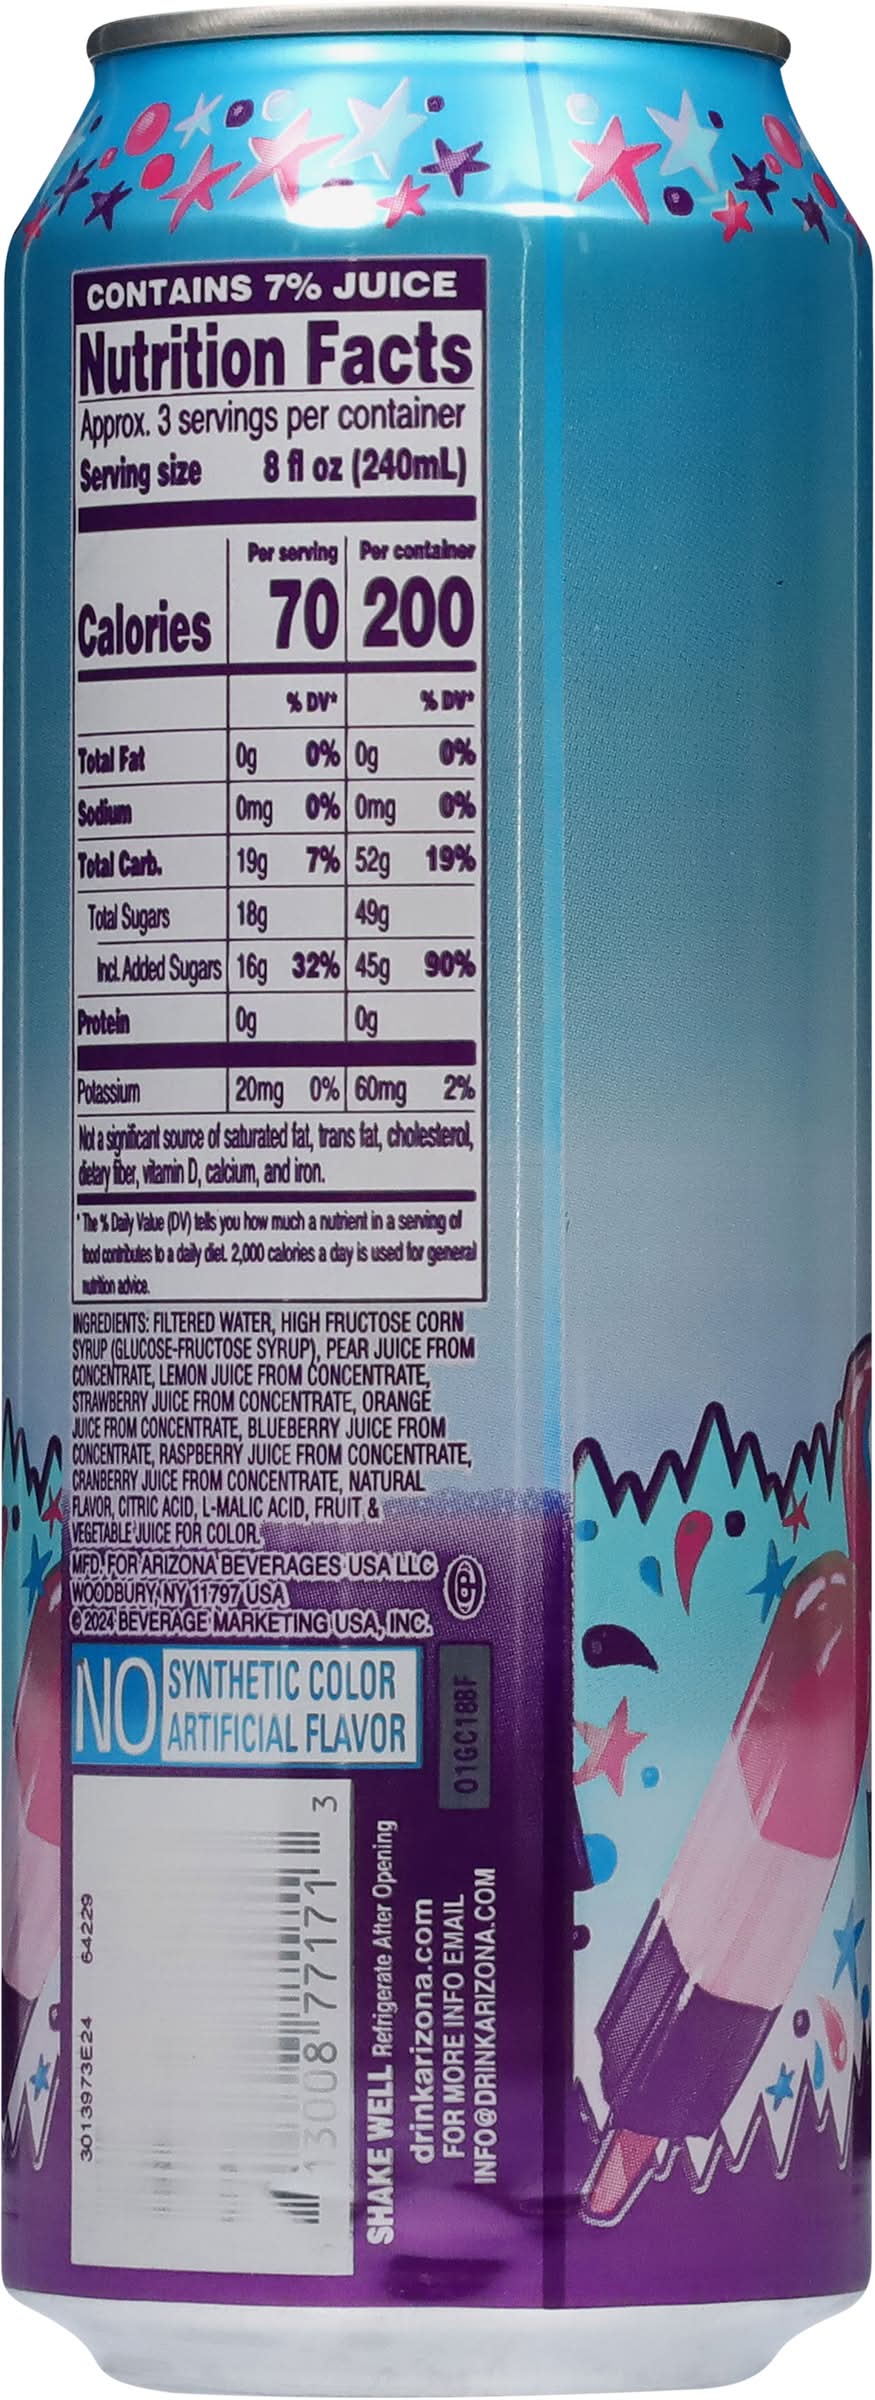 CONTAINS 7% JUICE
Nutrition Facts
Approx. 3 servings per container
Serving size 8 fl oz (240mL)
Per serving Per container
Calories 70 200
% DV* % DV*
Total Fat 0g 0% 0g 0%
Sodium 0mg 0% 0mg 0%
Total Carb. 19g 7% 52g 19%
Total Sugars 18g 49g
Incl. Added Sugars 16g 32% 45g 90%
Protein 0g 0g
Potassium 20mg 0% 60mg 2%
Not a significant source of saturated fat, trans fat, cholesterol,
dietary fiber, vitamin D, calcium, and iron.
* The % Daily Value (DV) tells you how much a nutrient in a serving of
food contributes to a daily diet. 2,000 calories a day is used for general
nutrition advice.
INGREDIENTS: FILTERED WATER, HIGH FRUCTOSE CORN
SYRUP (GLUCOSE-FRUCTOSE SYRUP), PEAR JUICE FROM
CONCENTRATE, LEMON JUICE FROM CONCENTRATE,
STRAWBERRY JUICE FROM CONCENTRATE, ORANGE
JUICE FROM CONCENTRATE, BLUEBERRY JUICE FROM
CONCENTRATE, RASPBERRY JUICE FROM CONCENTRATE,
CRANBERRY JUICE FROM CONCENTRATE, NATURAL
FLAVOR, CITRIC ACID, L-MALIC ACID, FRUIT &
VEGETABLE JUICE FOR COLOR.
MFD. FOR ARIZONA BEVERAGES USA LLC
WOODBURY, NY 11797 USA
© 2024 BEVERAGE MARKETING USA, INC.
NO SYNTHETIC COLOR
ARTIFICIAL FLAVOR
01GC188F
3013973E24 64229
13008 77171 3
SHAKE WELL Refrigerate After Opening
drinkarizona.com
FOR MORE INFO EMAIL
INFO@DRINKARIZONA.COM